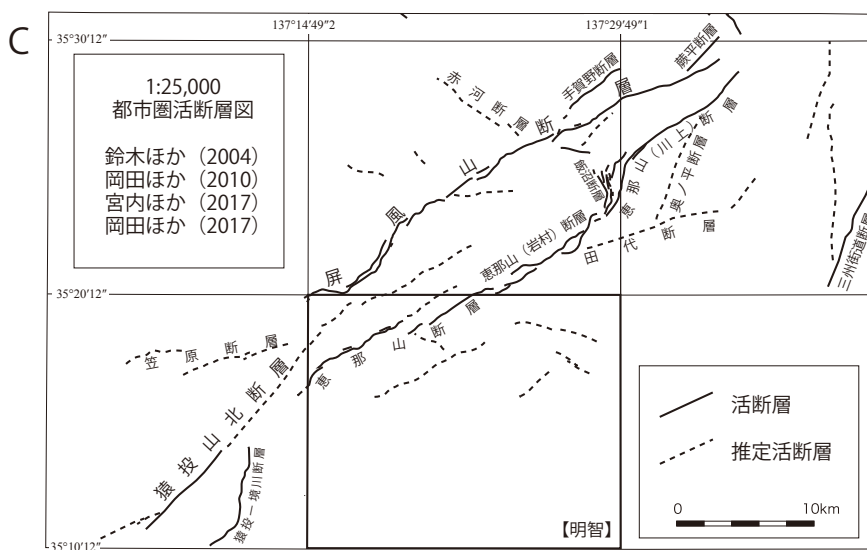 C
137°14'49"2
137°29'49"1
35°30'12"
1:25,000
都市圏活断層図
鈴木ほか（2004）
岡田ほか（2010）
宮内ほか（2017）
岡田ほか（2017）
赤河断層
手賀野断層
蕨平断層
屏風山断層
飯沼断層
恵那山（川上）断層
奥ノ平断層
恵那山（岩村）断層
田代断層
三州街道断層
35°20'12"
笠原断層
恵那山断層
猿投山北断層
猿投－境川断層
活断層
推定活断層
0 10km
【明智】
35°10'12"